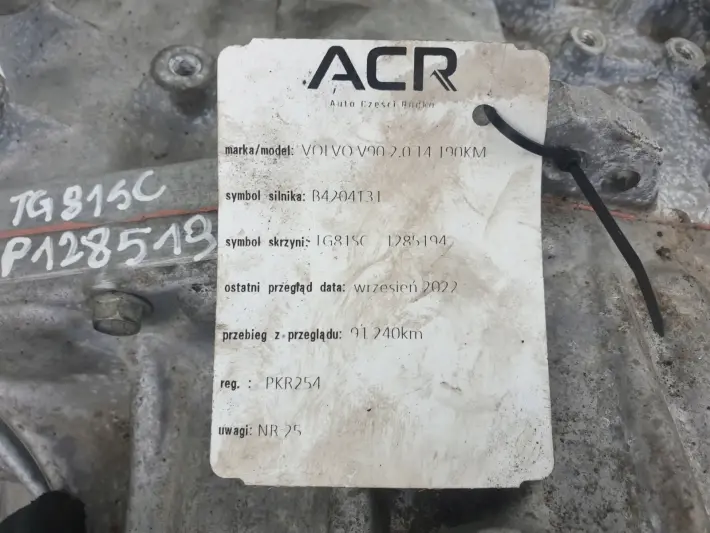 ACR
Auto Części Rudko
marka/model: VOLVO V90 2.0 T4 190KM
symbol silnika: B4204T31
symbol skrzyni: TG81SC 1285194
ostatni przegląd data: wrzesień 2022
przebieg z przeglądu: 91 240km
reg. : PKR254
uwagi: NR 25
TG81SC
P128519